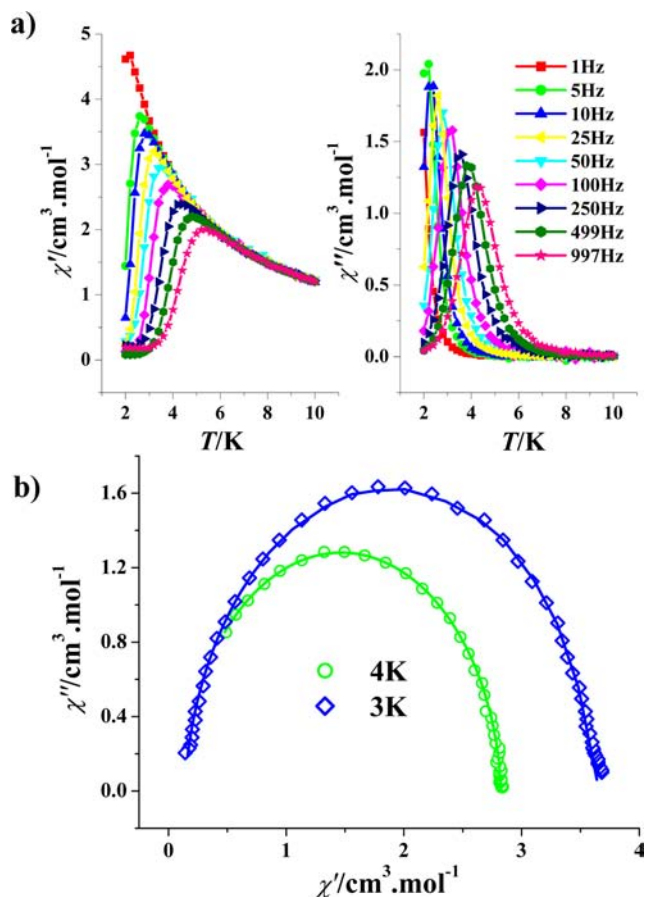 a)
5
4
3
2
1
0
χ′/cm³.mol⁻¹
2 4 6 8 10
T/K
2.0
1.5
1.0
0.5
0.0
χ″/cm³.mol⁻¹
2 4 6 8 10
T/K
1Hz
5Hz
10Hz
25Hz
50Hz
100Hz
250Hz
499Hz
997Hz
b)
1.6
1.2
0.8
0.4
0.0
χ″/cm³.mol⁻¹
4K
3K
0 1 2 3 4
χ′/cm³.mol⁻¹